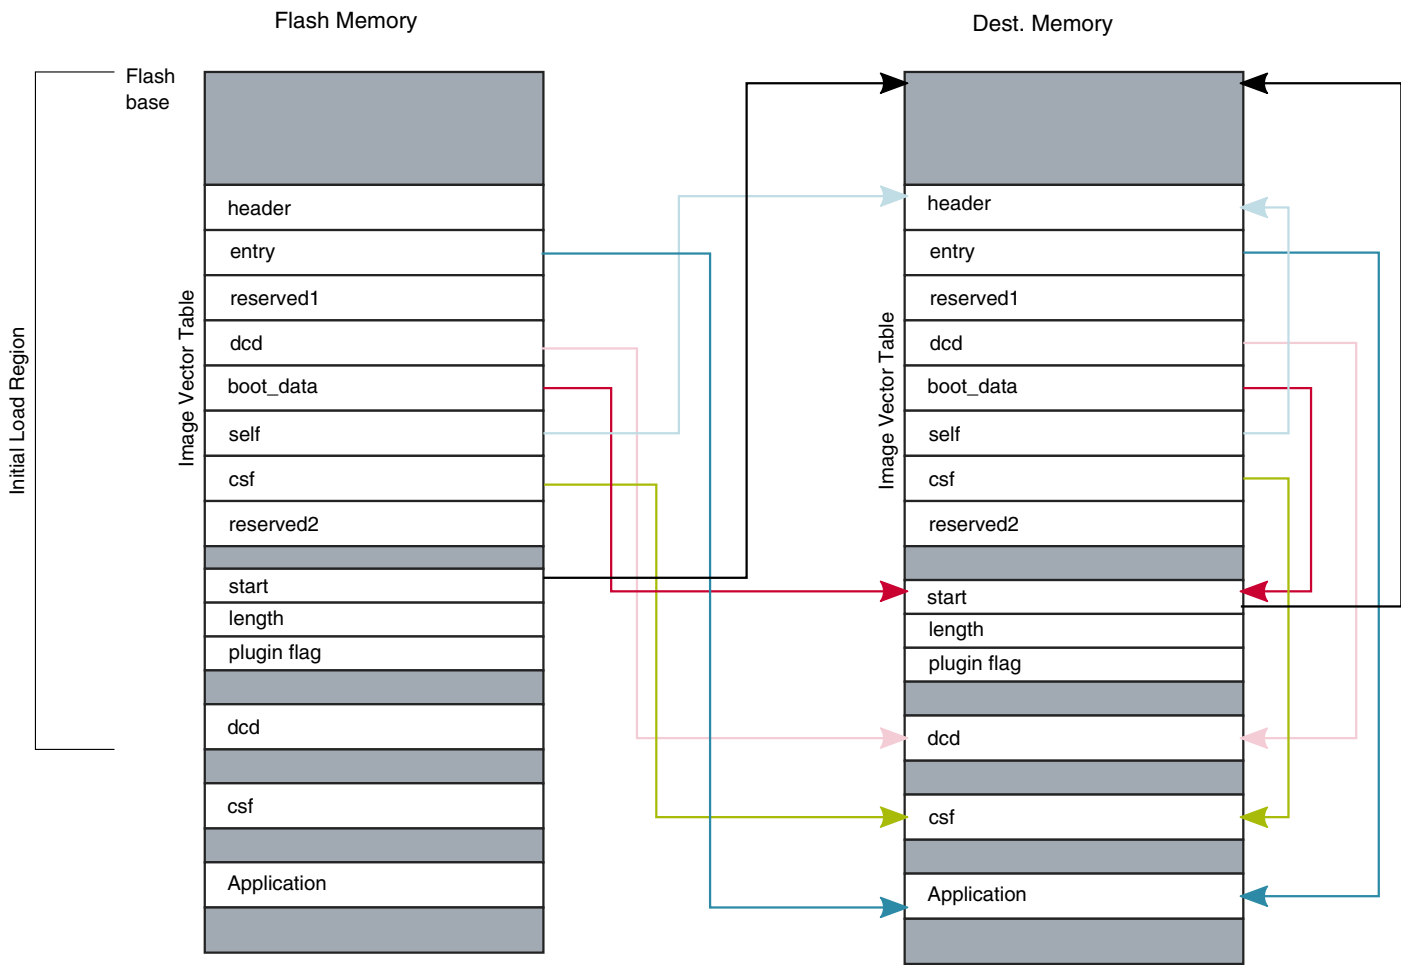 Flash Memory
Dest. Memory
Flash
base
Initial Load Region
Image Vector Table
header
entry
reserved1
dcd
boot_data
self
csf
reserved2
start
length
plugin flag
dcd
csf
Application
Image Vector Table
header
entry
reserved1
dcd
boot_data
self
csf
reserved2
start
length
plugin flag
dcd
csf
Application